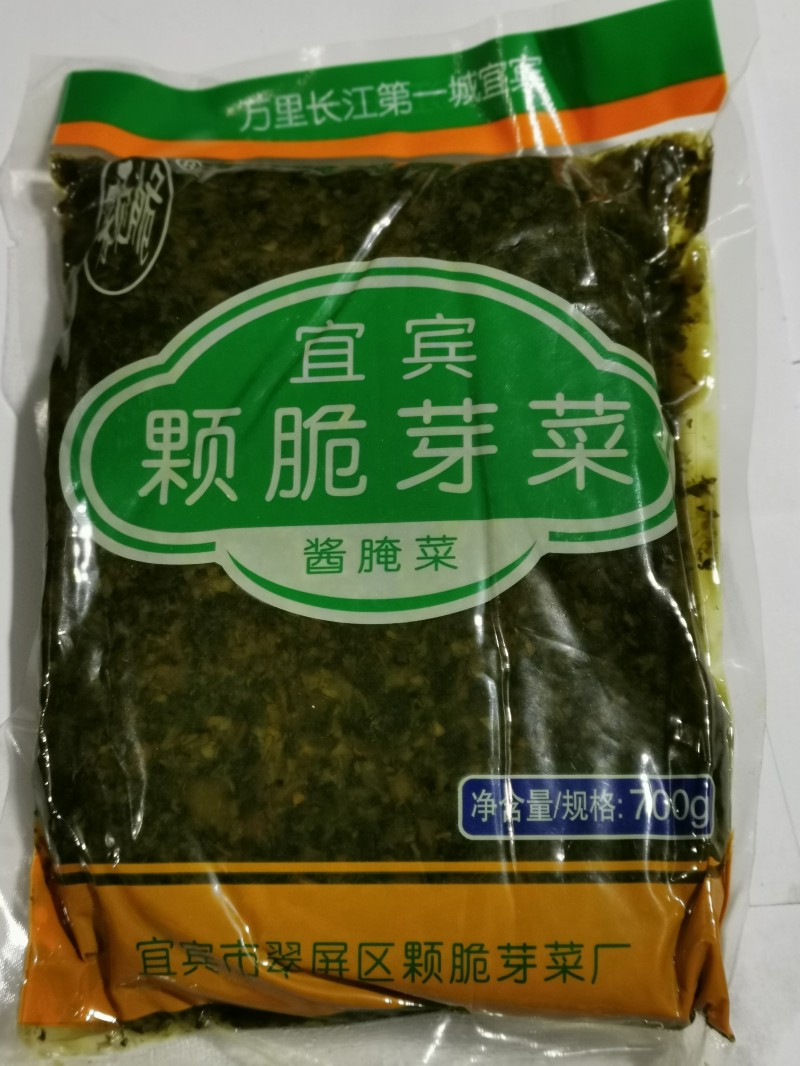 万里长江第一城宜宾
宜宾
颗脆芽菜
酱腌菜
净含量/规格:700g
宜宾市翠屏区颗脆芽菜厂